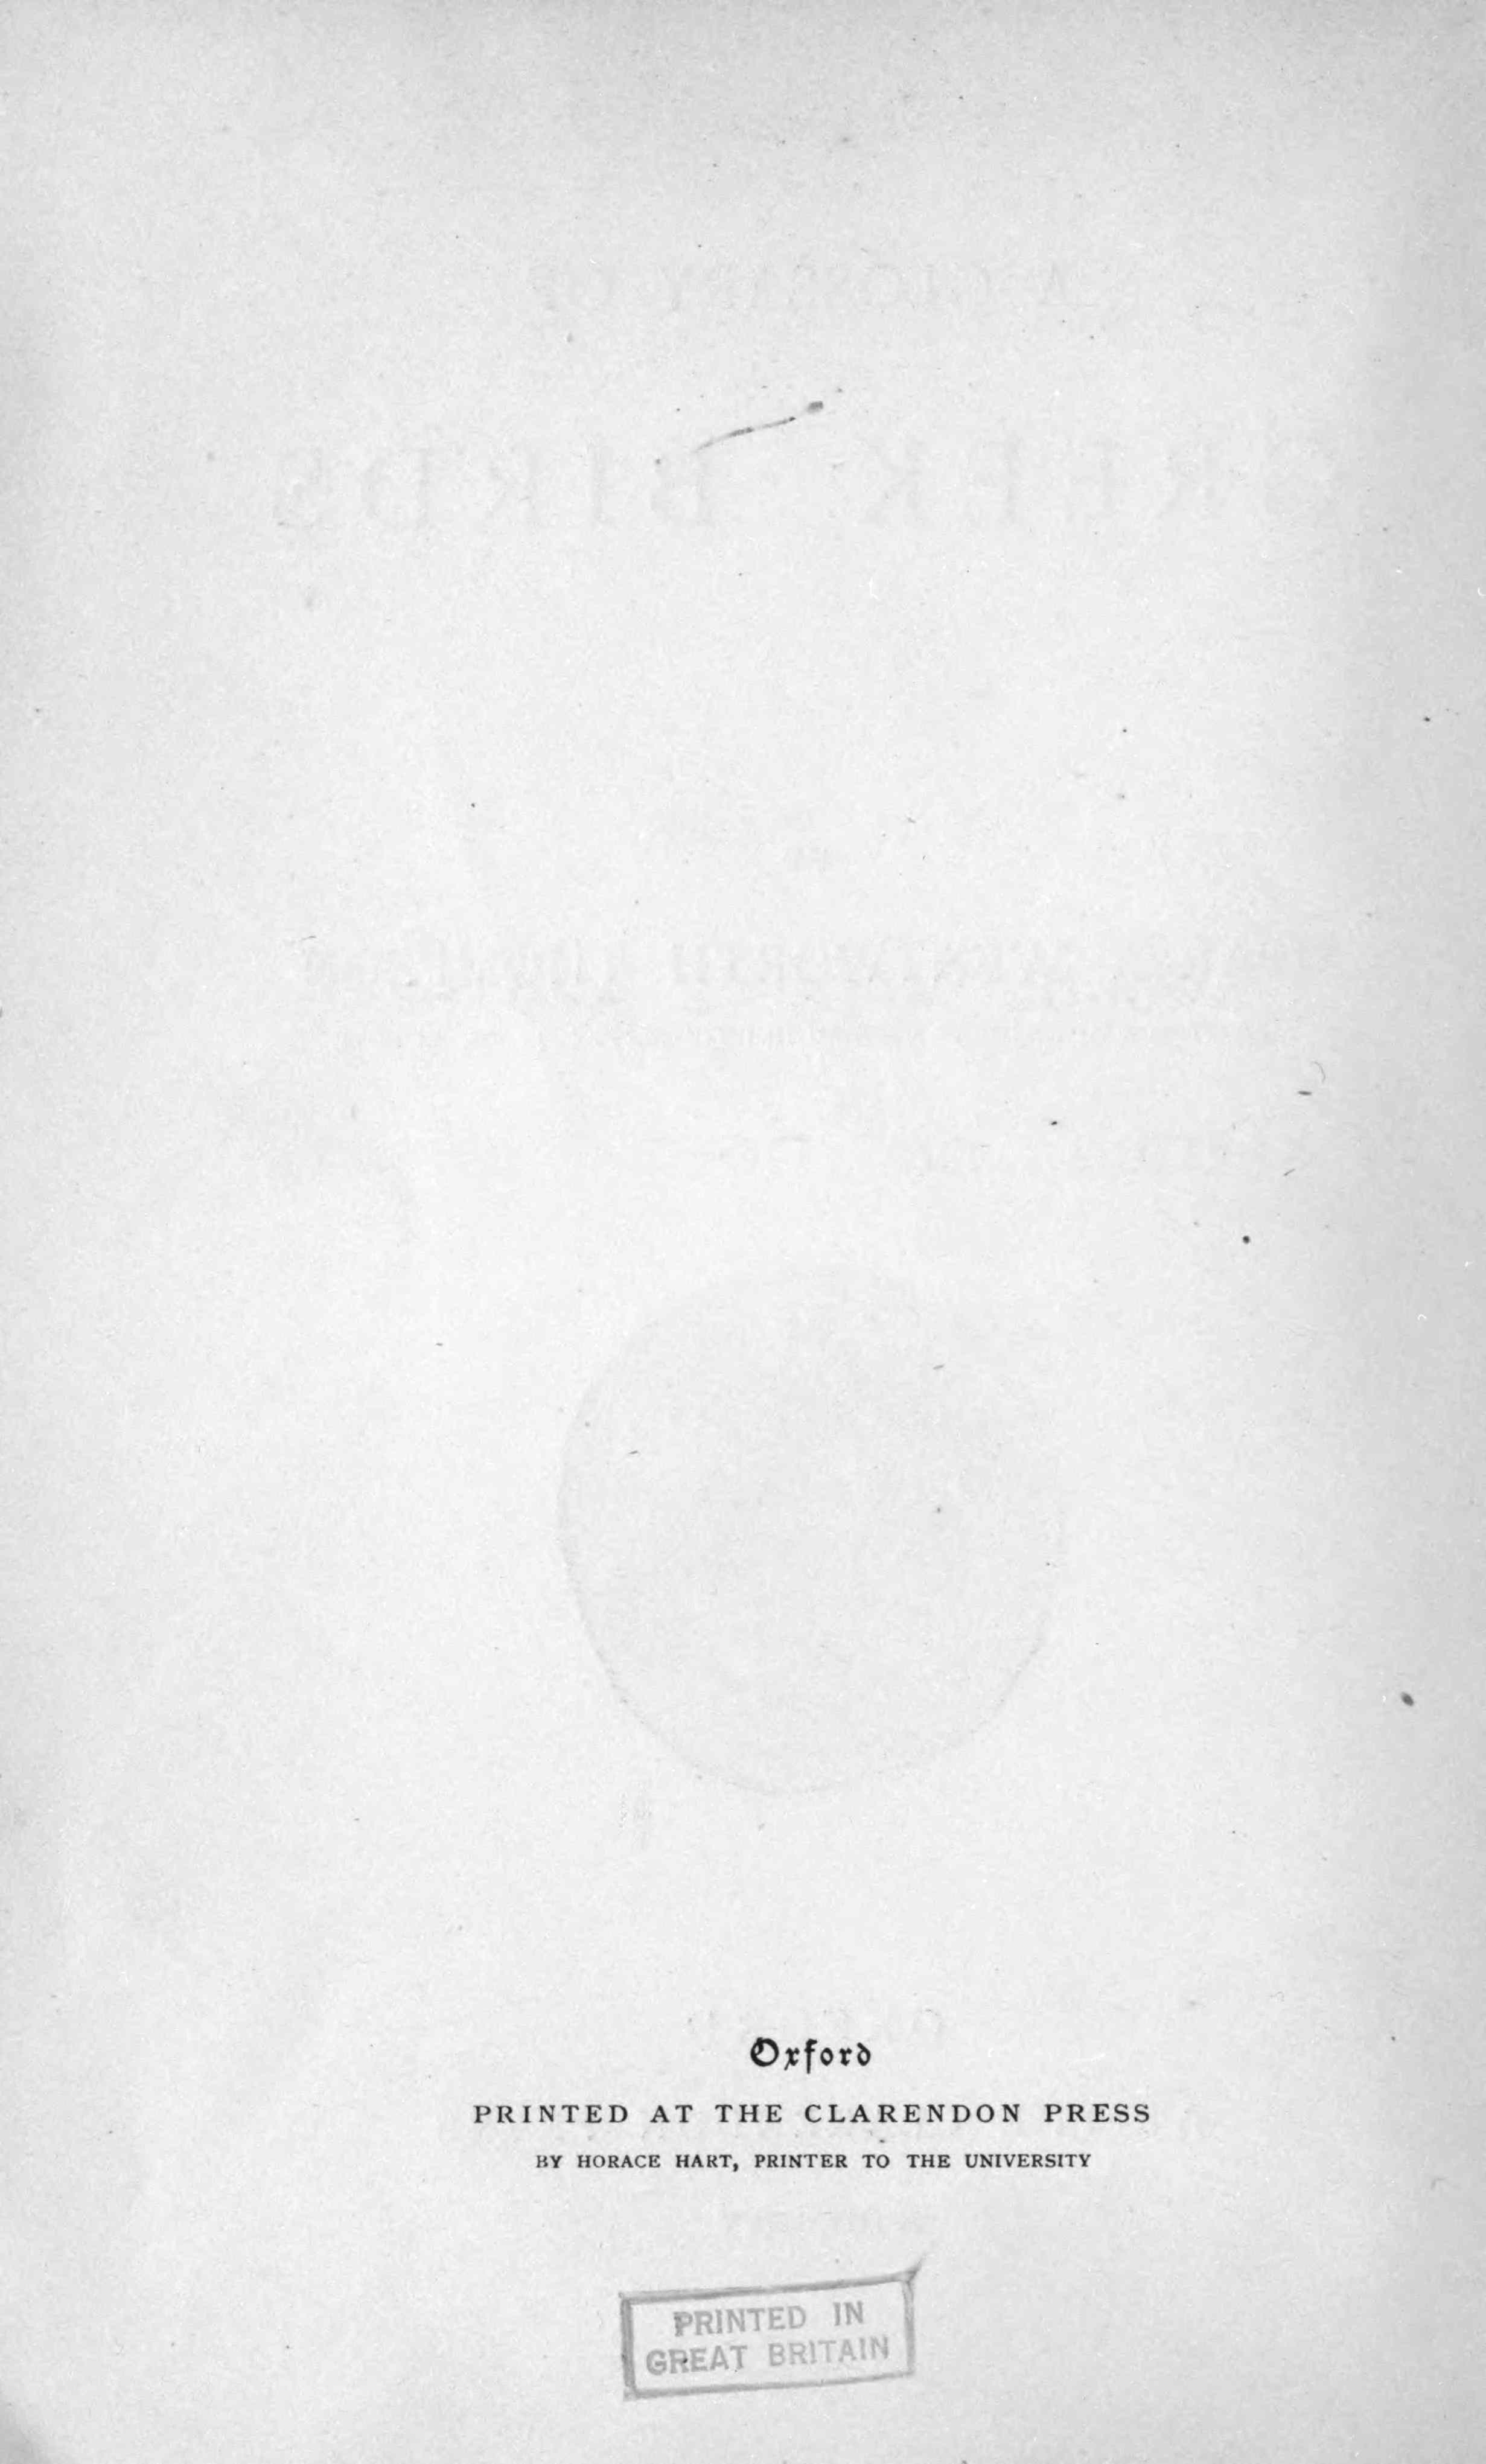 Oxford
PRINTED AT THE CLARENDON PRESS
BY HORACE HART, PRINTER TO THE UNIVERSITY
PRINTED IN
GREAT BRITAIN